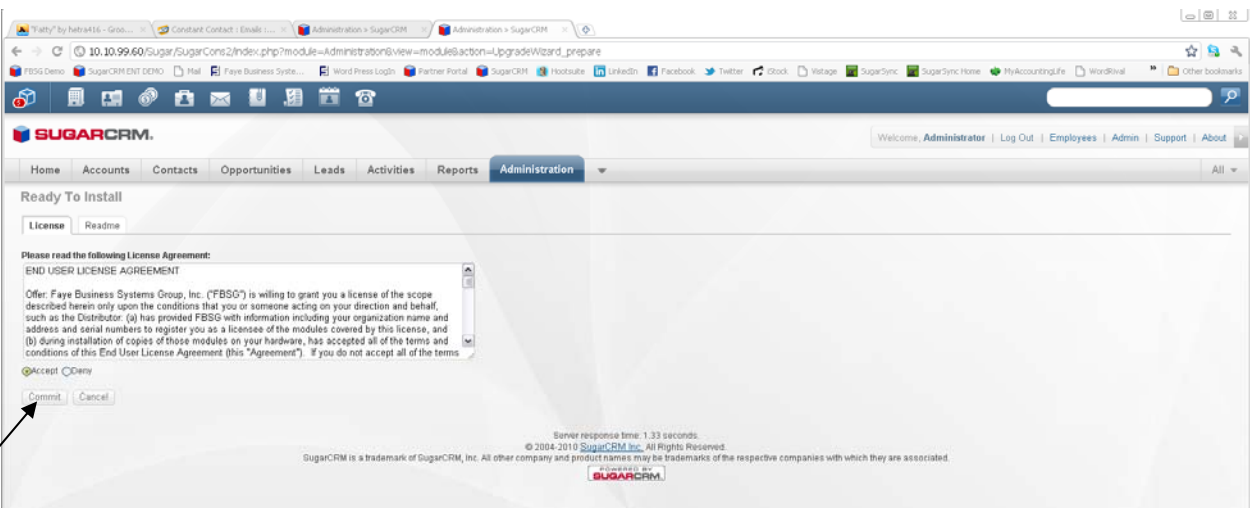 "Fatty" by hetra416 - Groo...
Constant Contact : Emails : ...
Administration » SugarCRM
Administration » SugarCRM
10.10.99.60/Sugar/SugarCons2/index.php?module=Administration&view=module&action=UpgradeWizard_prepare
FBSG Demo SugarCRM ENT DEMO Mail Faye Business Syste... Word Press LogIn Partner Portal SugarCRM Hootsuite LinkedIn Facebook Twitter iStock Vistage SugarSync SugarSync Home MyAccountingLife WordRival » Other bookmarks
SUGARCRM.
Welcome, Administrator | Log Out | Employees | Admin | Support | About
Home Accounts Contacts Opportunities Leads Activities Reports Administration All
Ready To Install
License Readme
Please read the following License Agreement:
END USER LICENSE AGREEMENT
Offer: Faye Business Systems Group, Inc. ("FBSG") is willing to grant you a license of the scope
described herein only upon the conditions that you or someone acting on your direction and behalf,
such as the Distributor: (a) has provided FBSG with information including your organization name and
address and serial numbers to register you as a licensee of the modules covered by this license, and
(b) during installation of copies of those modules on your hardware, has accepted all of the terms and
conditions of this End User License Agreement (this "Agreement"). If you do not accept all of the terms
Accept Deny
Commit Cancel
Server response time: 1.33 seconds.
© 2004-2010 SugarCRM Inc. All Rights Reserved.
SugarCRM is a trademark of SugarCRM, Inc. All other company and product names may be trademarks of the respective companies with which they are associated.
POWERED BY
SUGARCRM.